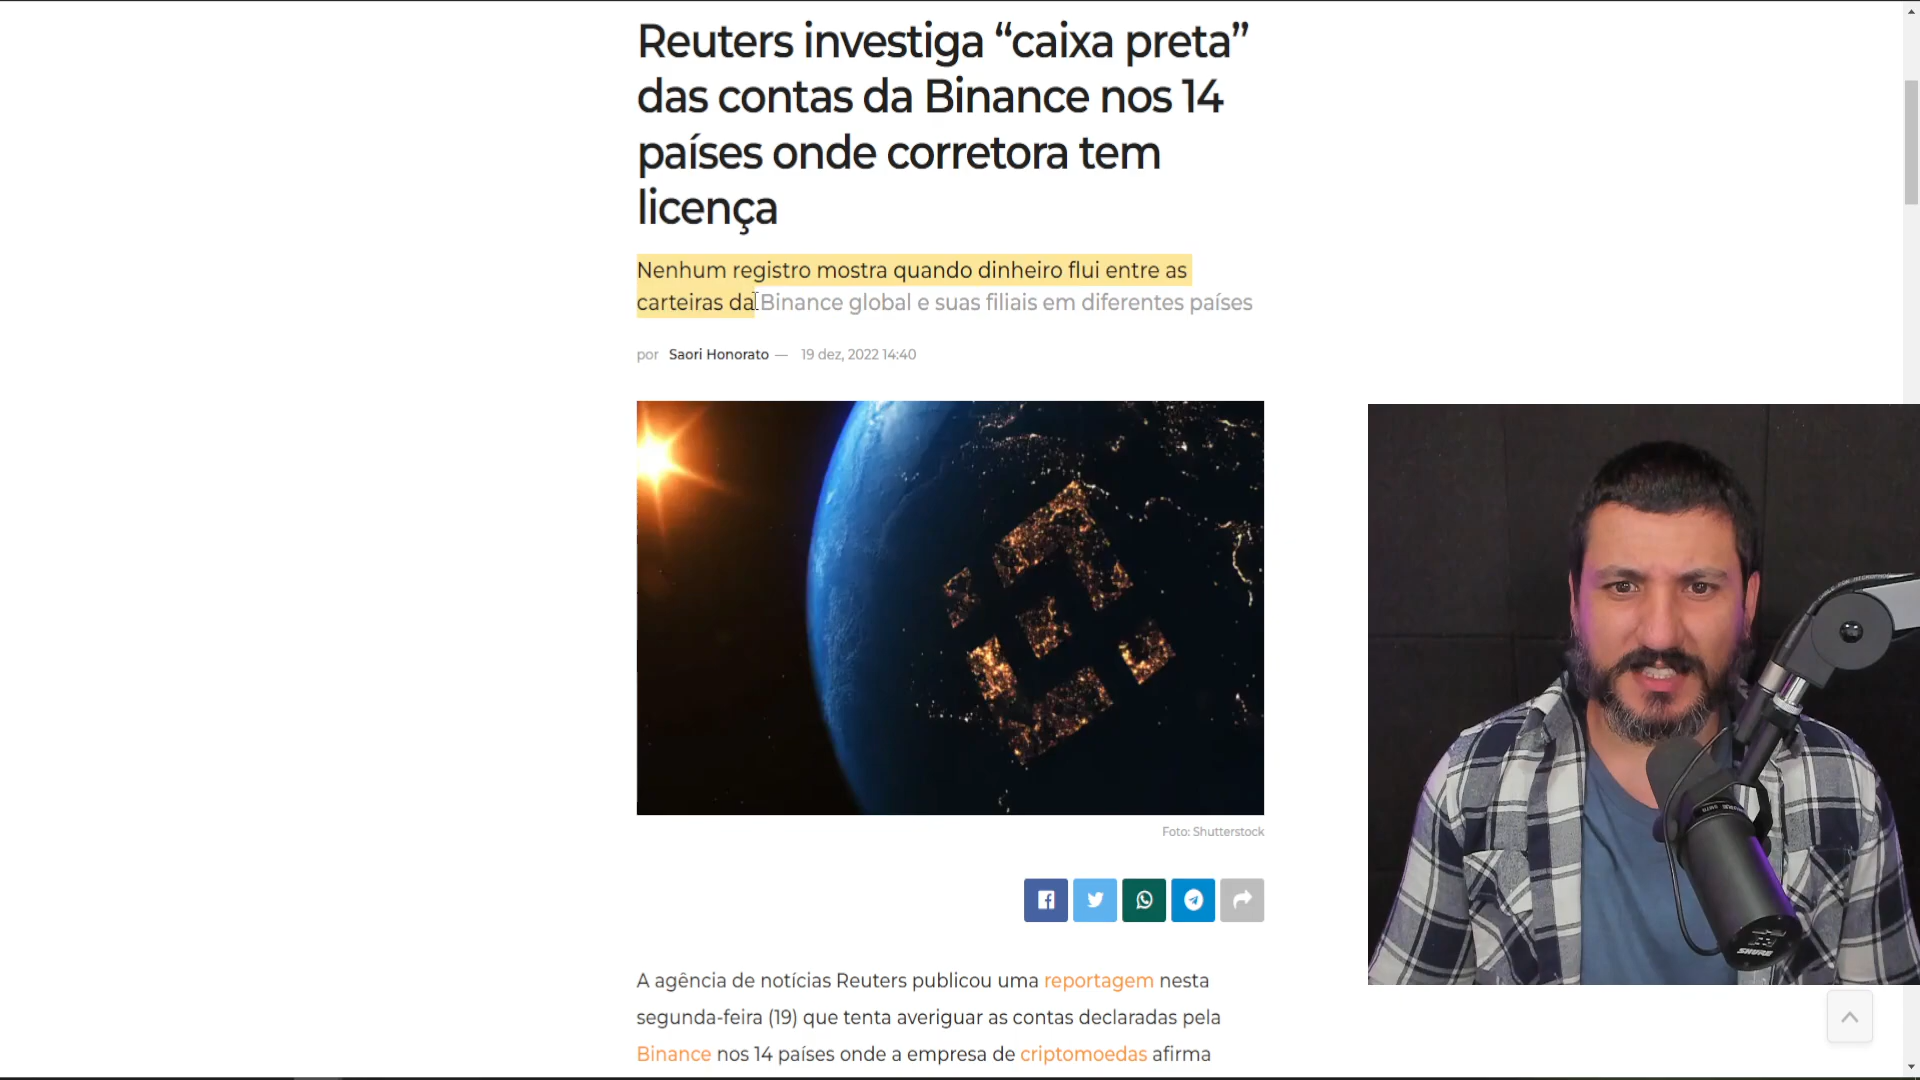 Reuters investiga “caixa preta”
das contas da Binance nos 14
países onde corretora tem
licença
Nenhum registro mostra quando dinheiro flui entre as
carteiras da Binance global e suas filiais em diferentes países
por Saori Honorato — 19 dez, 2022 14:40
Foto: Shutterstock
A agência de notícias Reuters publicou uma reportagem nesta
segunda-feira (19) que tenta averiguar as contas declaradas pela
Binance nos 14 países onde a empresa de criptomoedas afirma
SHURE